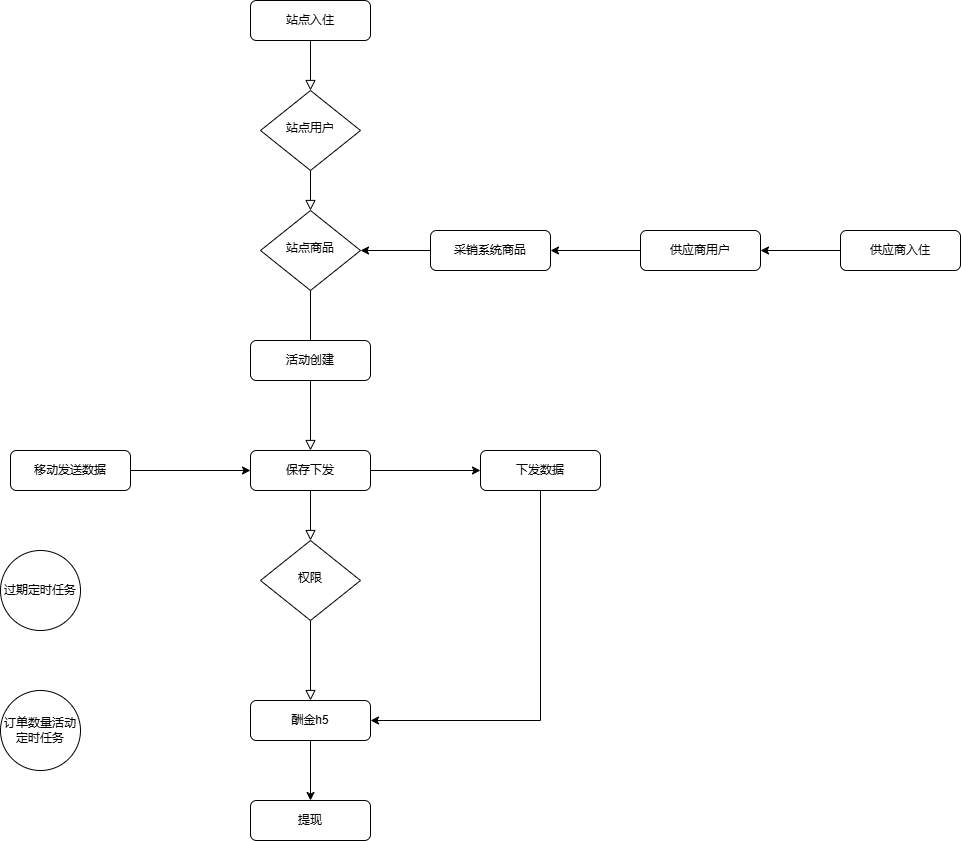 站点入住
站点用户
站点商品
采销系统商品
供应商用户
供应商入住
活动创建
移动发送数据
保存下发
下发数据
过期定时任务
权限
订单数量活动
定时任务
酬金h5
提现